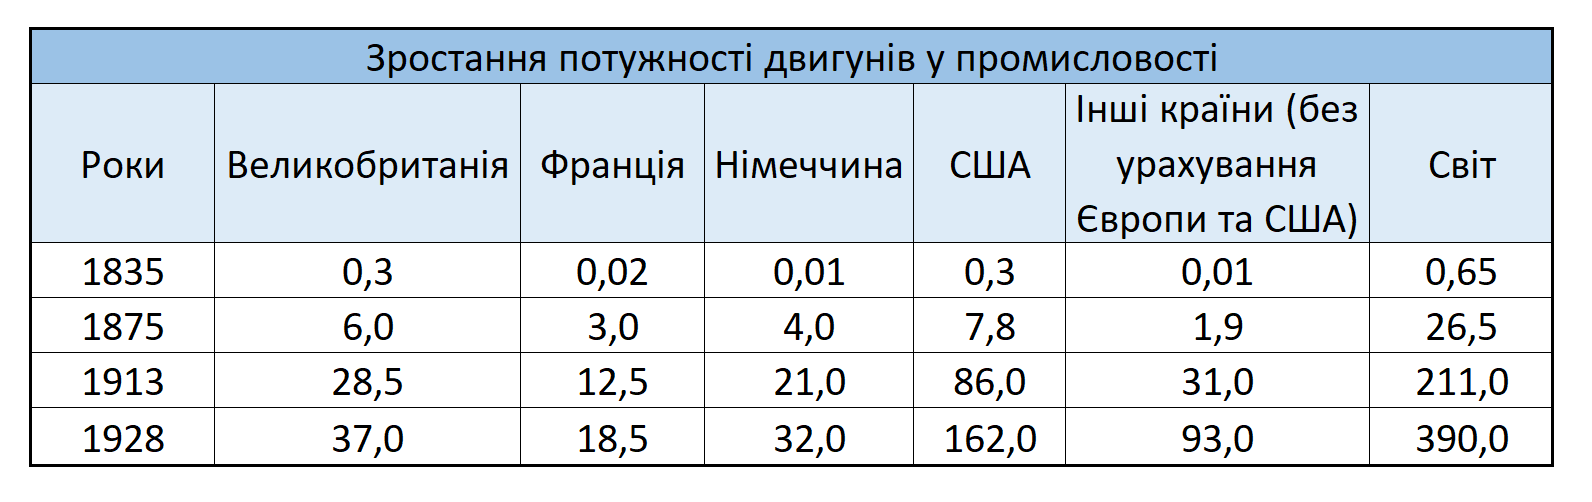 Зростання потужності двигунів у промисловості
Роки Великобританія Франція Німеччина США Інші країни (без урахування Європи та США) Світ
1835 0,3 0,02 0,01 0,3 0,01 0,65
1875 6,0 3,0 4,0 7,8 1,9 26,5
1913 28,5 12,5 21,0 86,0 31,0 211,0
1928 37,0 18,5 32,0 162,0 93,0 390,0